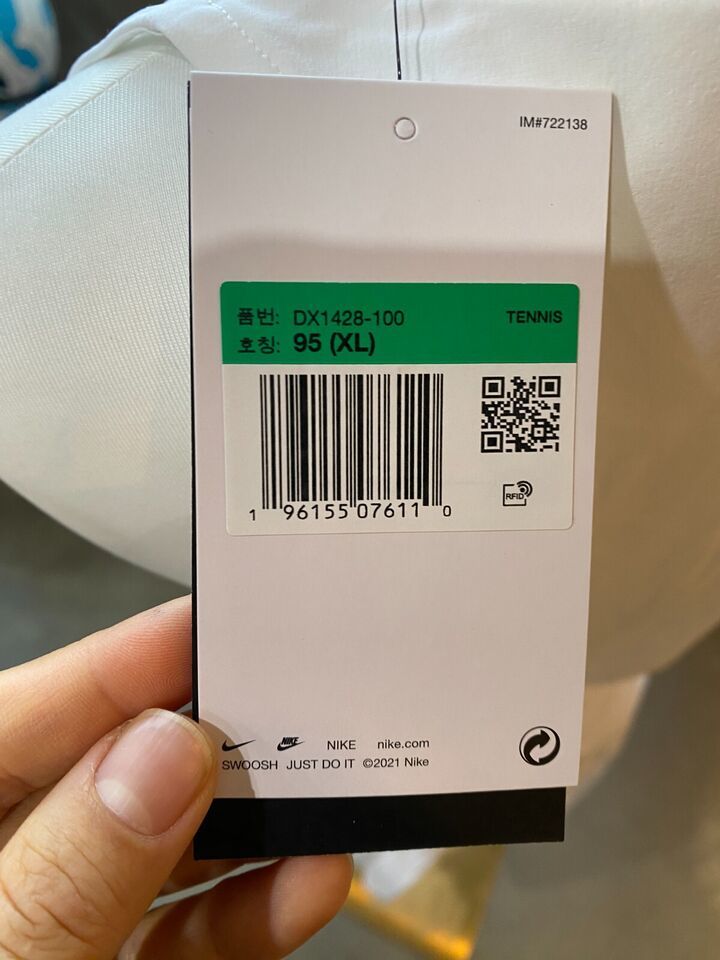 IM#722138
품번: DX1428-100 TENNIS
호칭: 95 (XL)
RFID
1 96155 07611 0
NIKE NIKE nike.com
SWOOSH JUST DO IT ©2021 Nike